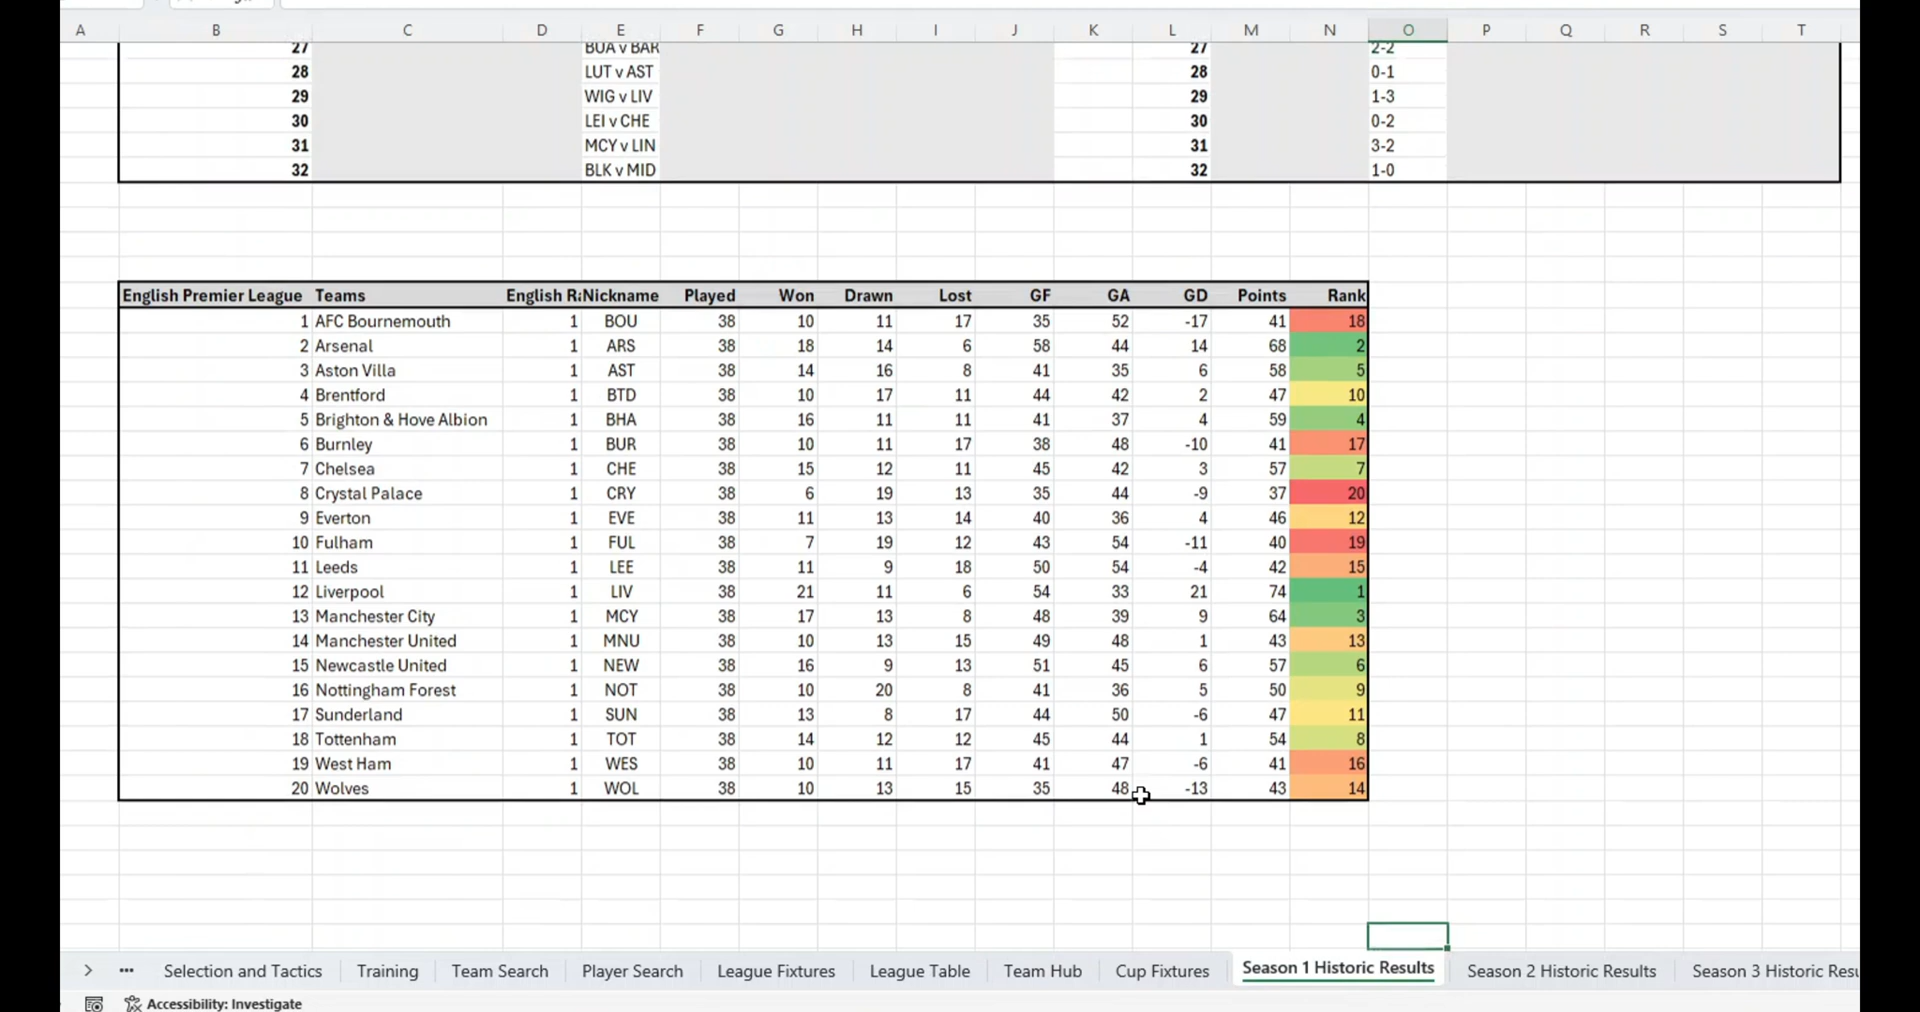 A B C D E F G H I J K L M N O P Q R S T
27 BUA v BAR 27 2-2
28 LUT v AST 28 0-1
29 WIG v LIV 29 1-3
30 LEI v CHE 30 0-2
31 MCY v LIN 31 3-2
32 BLK v MID 32 1-0
English Premier League Teams English Ra Nickname Played Won Drawn Lost GF GA GD Points Rank
1 AFC Bournemouth 1 BOU 38 10 11 17 35 52 -17 41 18
2 Arsenal 1 ARS 38 18 14 6 58 44 14 68 2
3 Aston Villa 1 AST 38 14 16 8 41 35 6 58 5
4 Brentford 1 BTD 38 10 17 11 44 42 2 47 10
5 Brighton & Hove Albion 1 BHA 38 16 11 11 41 37 4 59 4
6 Burnley 1 BUR 38 10 11 17 38 48 -10 41 17
7 Chelsea 1 CHE 38 15 12 11 45 42 3 57 7
8 Crystal Palace 1 CRY 38 6 19 13 35 44 -9 37 20
9 Everton 1 EVE 38 11 13 14 40 36 4 46 12
10 Fulham 1 FUL 38 7 19 12 43 54 -11 40 19
11 Leeds 1 LEE 38 11 9 18 50 54 -4 42 15
12 Liverpool 1 LIV 38 21 11 6 54 33 21 74 1
13 Manchester City 1 MCY 38 17 13 8 48 39 9 64 3
14 Manchester United 1 MNU 38 10 13 15 49 48 1 43 13
15 Newcastle United 1 NEW 38 16 9 13 51 45 6 57 6
16 Nottingham Forest 1 NOT 38 10 20 8 41 36 5 50 9
17 Sunderland 1 SUN 38 13 8 17 44 50 -6 47 11
18 Tottenham 1 TOT 38 14 12 12 45 44 1 54 8
19 West Ham 1 WES 38 10 11 17 41 47 -6 41 16
20 Wolves 1 WOL 38 10 13 15 35 48 -13 43 14
Selection and Tactics Training Team Search Player Search League Fixtures League Table Team Hub Cup Fixtures Season 1 Historic Results Season 2 Historic Results Season 3 Historic Resu
Accessibility: Investigate